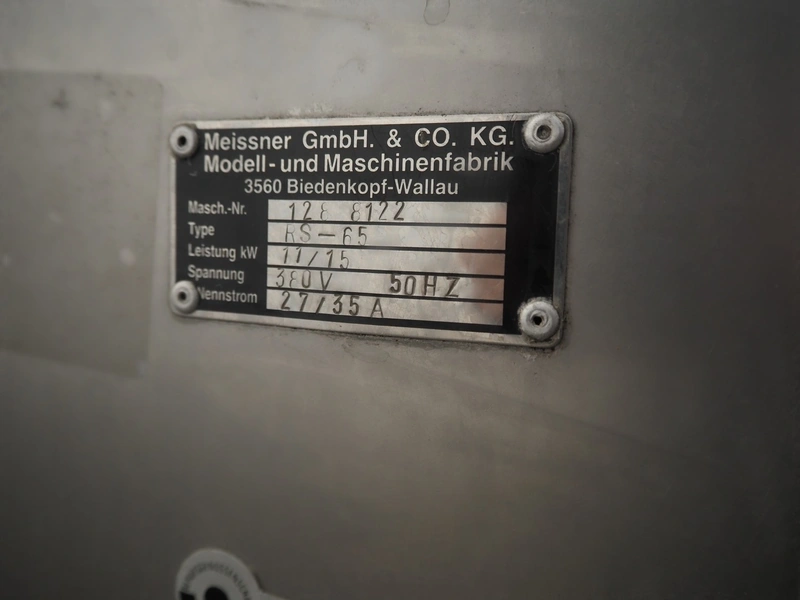 Meissner GmbH. & CO. KG.
Modell- und Maschinenfabrik
3560 Biedenkopf-Wallau
Masch.-Nr. 128 8122
Type RS-65
Leistung kW 11/15
Spannung 380V 50HZ
Nennstrom 27/35 A